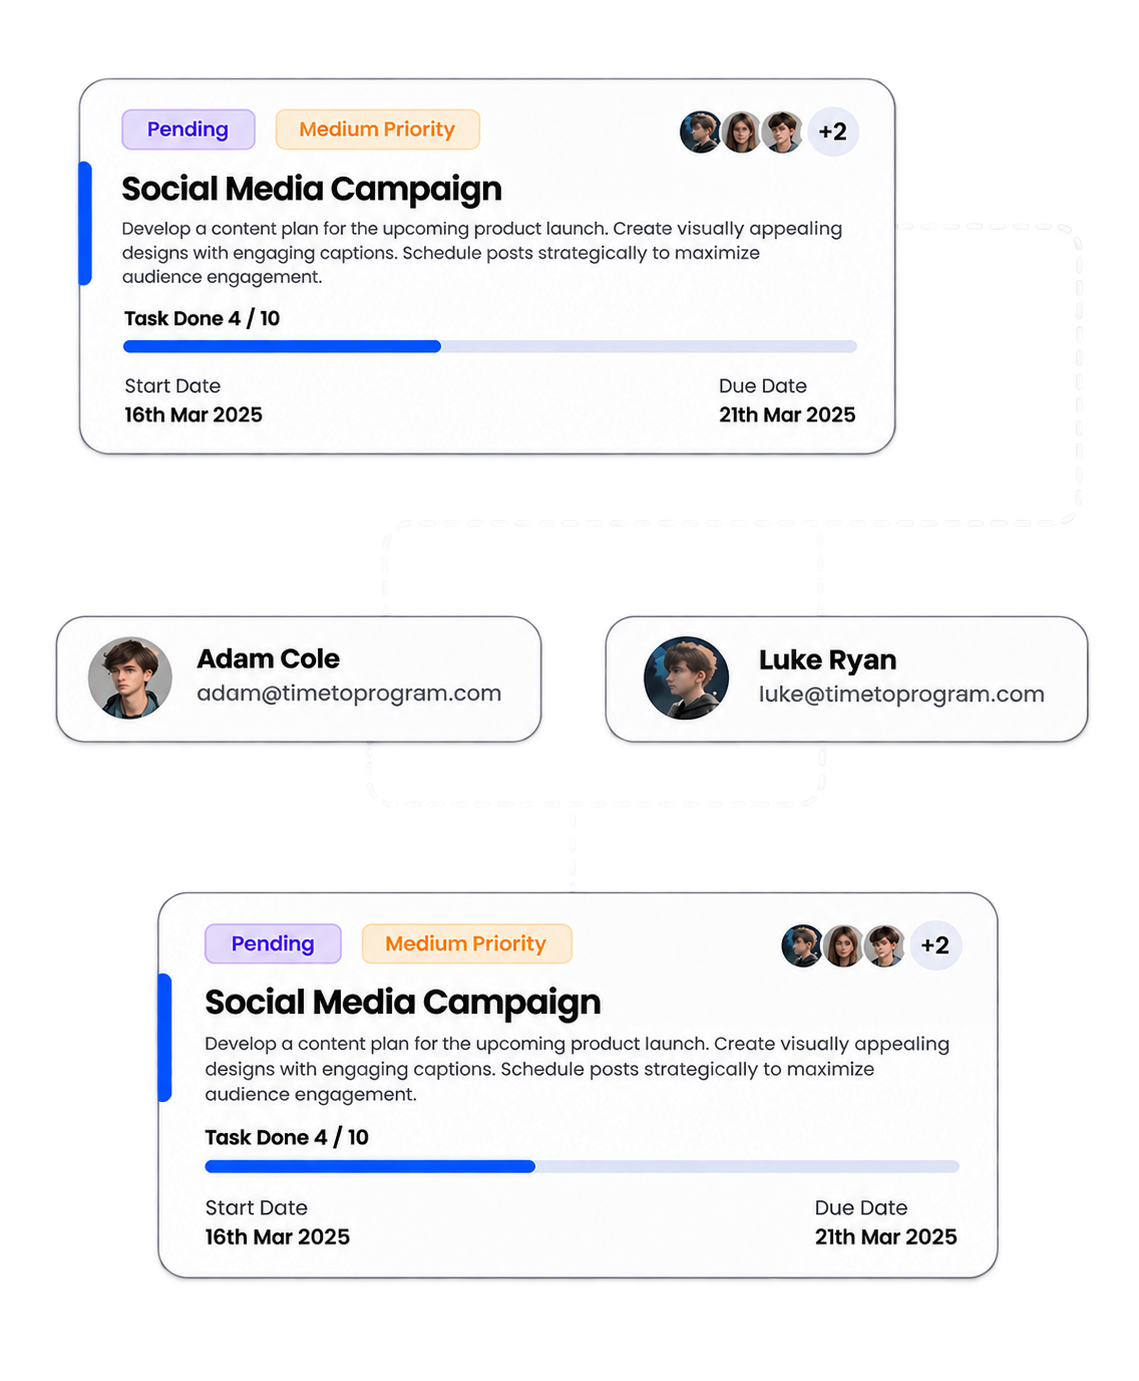 Pending
Medium Priority
+2
Social Media Campaign
Develop a content plan for the upcoming product launch. Create visually appealing
designs with engaging captions. Schedule posts strategically to maximize
audience engagement.
Task Done 4 / 10
Start Date
Due Date
16th Mar 2025
21th Mar 2025
Adam Cole
adam@timetoprogram.com
Luke Ryan
luke@timetoprogram.com
Pending
Medium Priority
+2
Social Media Campaign
Develop a content plan for the upcoming product launch. Create visually appealing
designs with engaging captions. Schedule posts strategically to maximize
audience engagement.
Task Done 4 / 10
Start Date
Due Date
16th Mar 2025
21th Mar 2025